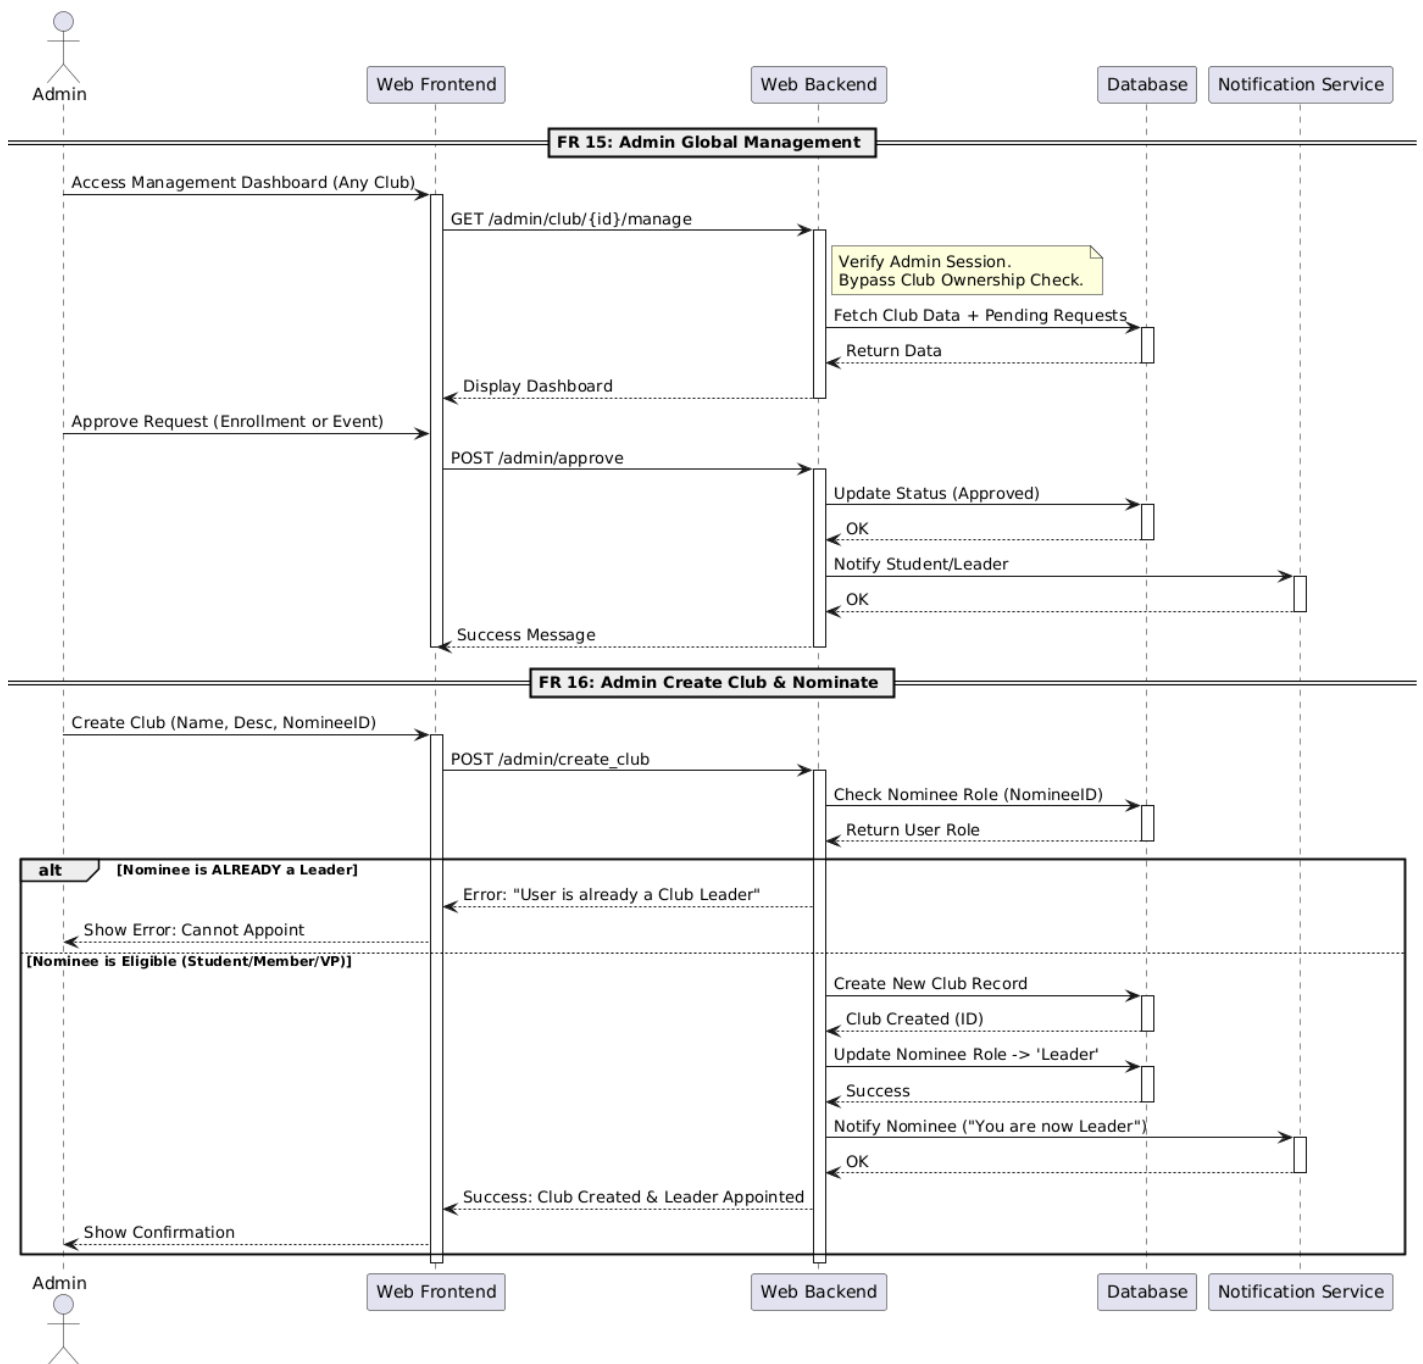 Admin
Web Frontend
Web Backend
Database
Notification Service
FR 15: Admin Global Management
Access Management Dashboard (Any Club)
GET /admin/club/{id}/manage
Verify Admin Session.
Bypass Club Ownership Check.
Fetch Club Data + Pending Requests
Return Data
Display Dashboard
Approve Request (Enrollment or Event)
POST /admin/approve
Update Status (Approved)
OK
Notify Student/Leader
OK
Success Message
FR 16: Admin Create Club & Nominate
Create Club (Name, Desc, NomineeID)
POST /admin/create_club
Check Nominee Role (NomineeID)
Return User Role
alt
[Nominee is ALREADY a Leader]
Error: "User is already a Club Leader"
Show Error: Cannot Appoint
[Nominee is Eligible (Student/Member/VP)]
Create New Club Record
Club Created (ID)
Update Nominee Role -> 'Leader'
Success
Notify Nominee ("You are now Leader")
OK
Success: Club Created & Leader Appointed
Show Confirmation
Admin
Web Frontend
Web Backend
Database
Notification Service